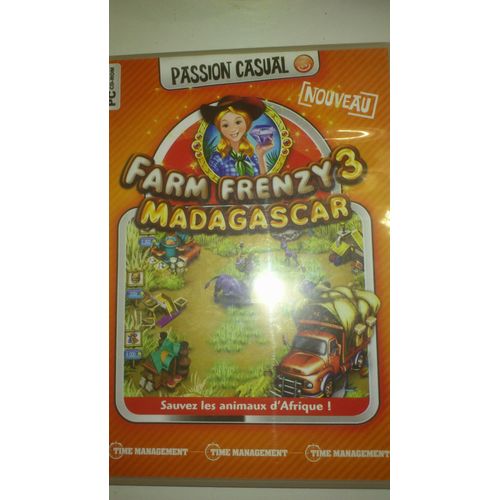 PC CD-ROM
PASSION CASUAL
NOUVEAU
FARM FRENZY 3
MADAGASCAR
Sauvez les animaux d'Afrique !
TIME MANAGEMENT
TIME MANAGEMENT
TIME MANAGEMENT